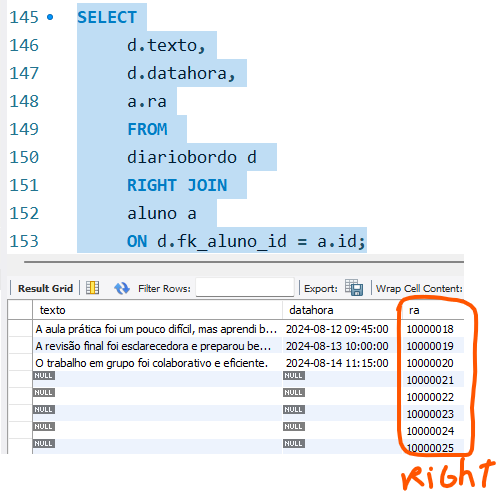 145 SELECT
146 d.texto,
147 d.datahora,
148 a.ra
149 FROM
150 diariobordo d
151 RIGHT JOIN
152 aluno a
153 ON d.fk_aluno_id = a.id;
Result Grid Filter Rows: Export: Wrap Cell Content:
texto datahora ra
A aula prática foi um pouco difícil, mas aprendi b... 2024-08-12 09:45:00 10000018
A revisão final foi esclarecedora e preparou be... 2024-08-13 10:00:00 10000019
O trabalho em grupo foi colaborativo e eficiente. 2024-08-14 11:15:00 10000020
NULL NULL 10000021
NULL NULL 10000022
NULL NULL 10000023
NULL NULL 10000024
NULL NULL 10000025
RIGHT